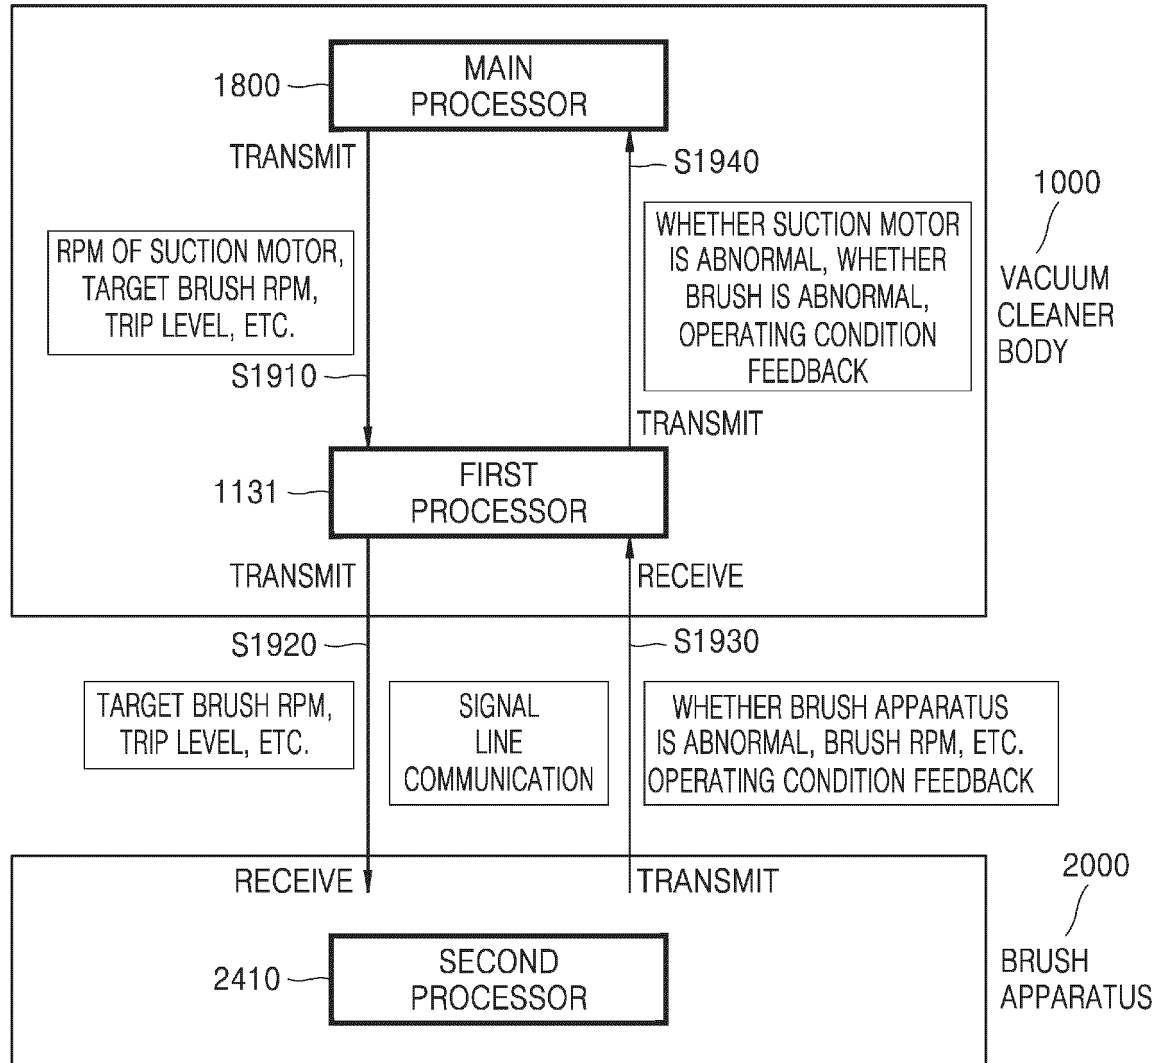 MAIN
PROCESSOR
1800
TRANSMIT
S1940
1000
RPM OF SUCTION MOTOR,
TARGET BRUSH RPM,
TRIP LEVEL, ETC.
WHETHER SUCTION MOTOR
IS ABNORMAL, WHETHER
BRUSH IS ABNORMAL,
OPERATING CONDITION
FEEDBACK
VACUUM
CLEANER
BODY
S1910
TRANSMIT
FIRST
PROCESSOR
1131
TRANSMIT
RECEIVE
S1920
S1930
TARGET BRUSH RPM,
TRIP LEVEL, ETC.
SIGNAL
LINE
COMMUNICATION
WHETHER BRUSH APPARATUS
IS ABNORMAL, BRUSH RPM, ETC.
OPERATING CONDITION FEEDBACK
RECEIVE
TRANSMIT
2000
SECOND
PROCESSOR
2410
BRUSH
APPARATUS